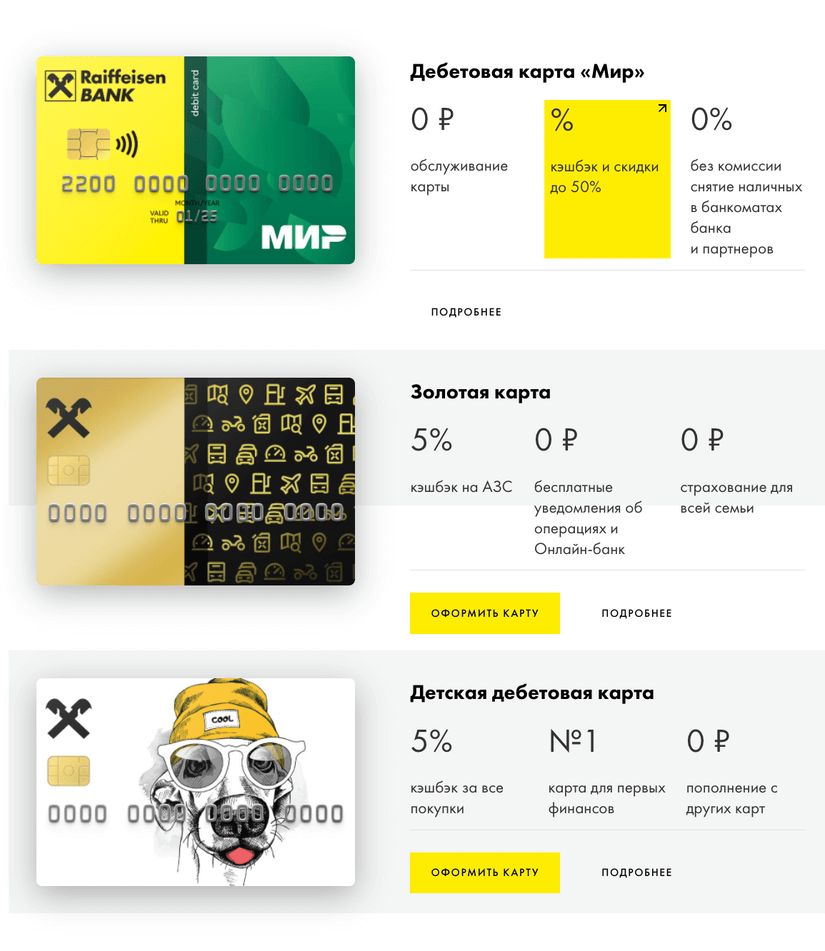 Raiffeisen
BANK
debit card
2200 0000 0000 0000
MONTH/YEAR
VALID
THRU 01/25
МИР
Дебетовая карта «Мир»
0 ₽
обслуживание
карты
%
кэшбэк и скидки
до 50%
0%
без комиссии
снятие наличных
в банкоматах
банка
и партнеров
ПОДРОБНЕЕ
0000 0000 0000 0000
Золотая карта
5%
кэшбэк на АЗС
0 ₽
бесплатные
уведомления об
операциях и
Онлайн-банк
0 ₽
страхование для
всей семьи
ОФОРМИТЬ КАРТУ
ПОДРОБНЕЕ
COOL
0000 0000 0000 0000
Детская дебетовая карта
5%
кэшбэк за все
покупки
№1
карта для первых
финансов
0 ₽
пополнение с
других карт
ОФОРМИТЬ КАРТУ
ПОДРОБНЕЕ